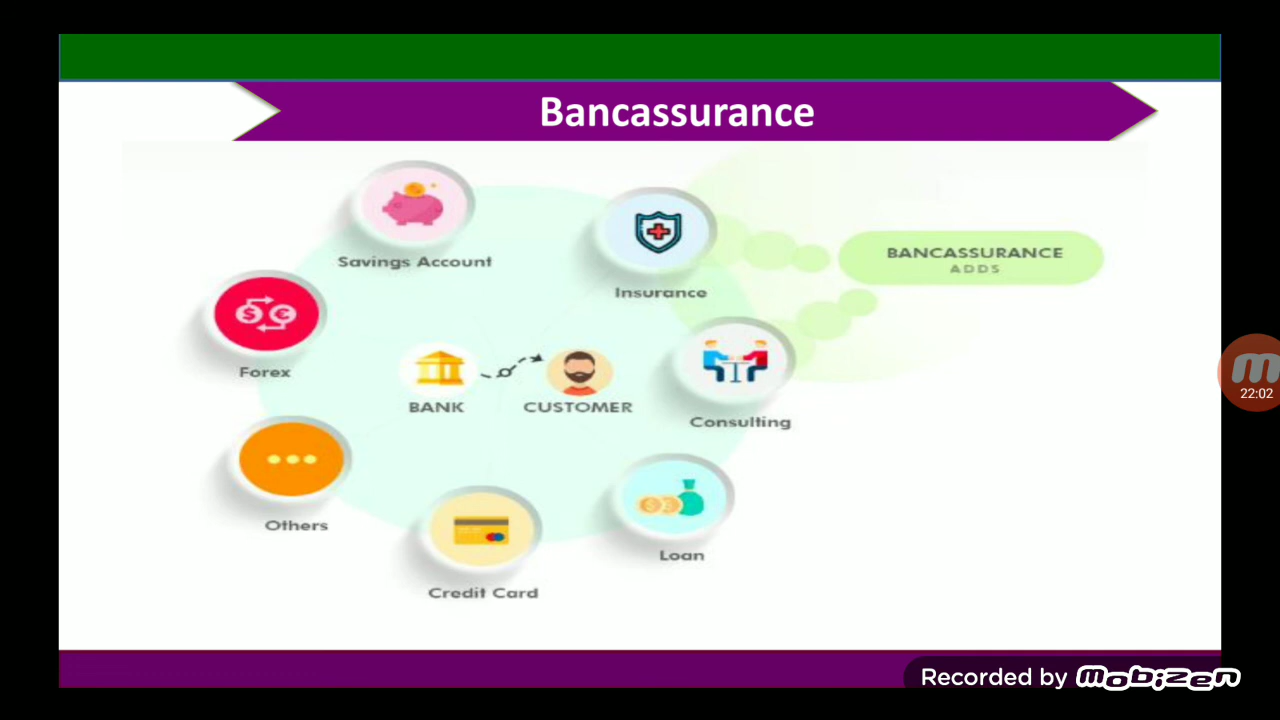 Bancassurance
Savings Account
Insurance
BANCASSURANCE
ADDS
Forex
BANK
CUSTOMER
Consulting
22:02
Others
Loan
Credit Card
Recorded by Mobizen